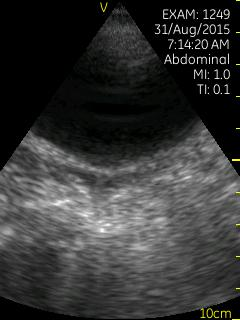 V
EXAM: 1249
31/Aug/2015
7:14:20 AM
Abdominal
MI: 1.0
TI: 0.1
10cm